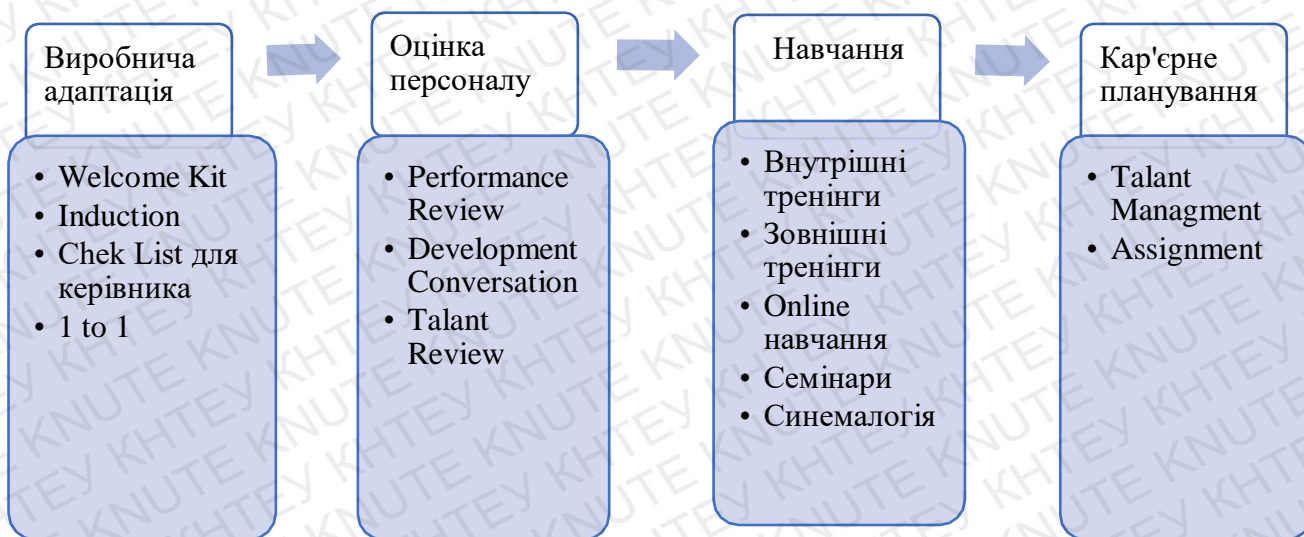 Виробнича
адаптація
• Welcome Kit
• Induction
• Chek List для
керівника
• 1 to 1
Оцінка
персоналу
• Performance
Review
• Development
Conversation
• Talant
Review
Навчання
• Внутрішні
тренінги
• Зовнішні
тренінги
• Online
навчання
• Семінари
• Синемалогія
Кар'єрне
планування
• Talant
Managment
• Assignment